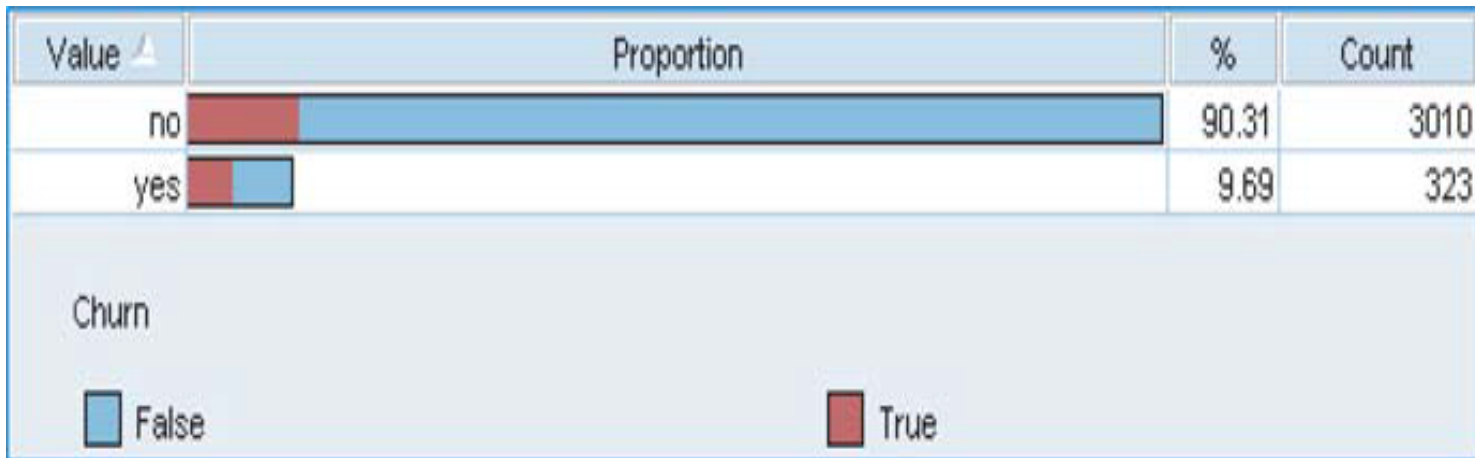 Value Proportion % Count
no 90.31 3010
yes 9.69 323
Churn
False True